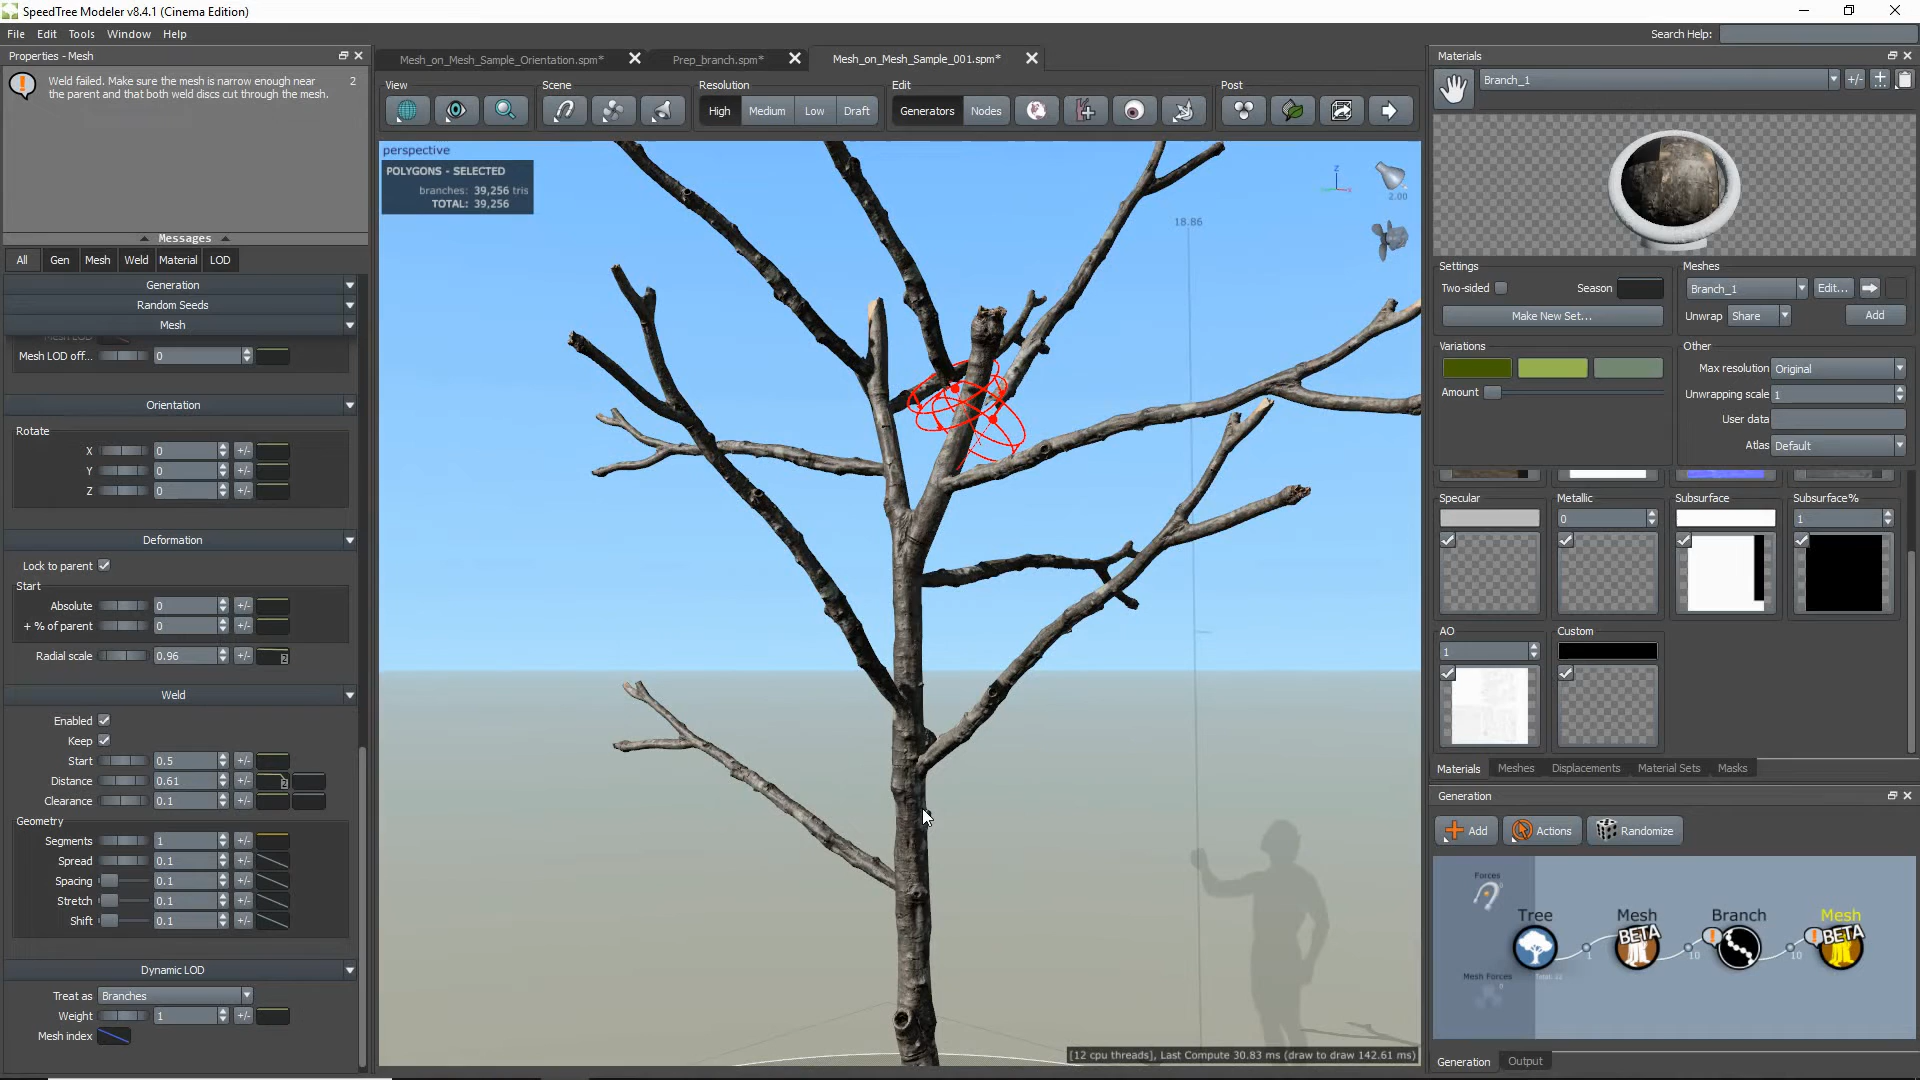 SpeedTree Modeler v8.4.1 (Cinema Edition)
File Edit Tools Window Help
Search Help:
Properties - Mesh
Weld failed. Make sure the mesh is narrow enough near
the parent and that both weld discs cut through the mesh.
2
Messages
All Gen Mesh Weld Material LOD
Generation
Random Seeds
Mesh
Mesh LOD
Mesh LOD off... 0
Orientation
Rotate
X 0 +/-
Y 0 +/-
Z 0 +/-
Deformation
Lock to parent
Start
Absolute 0 +/-
+ % of parent 0 +/-
Radial scale 0.96 +/- 2
Weld
Enabled
Keep
Start 0.5 +/-
Distance 0.61 +/- 2
Clearance 0.1 +/-
Geometry
Segments 1 +/-
Spread 0.1 +/-
Spacing 0.1 +/-
Stretch 0.1 +/-
Shift 0.1 +/-
Dynamic LOD
Treat as Branches
Weight 1 +/-
Mesh index
Mesh_on_Mesh_Sample_Orientation.spm*
Prep_branch.spm*
Mesh_on_Mesh_Sample_001.spm*
View Scene Resolution Edit Post
High Medium Low Draft Generators Nodes
perspective
POLYGONS - SELECTED
branches: 39,256 tris
TOTAL: 39,256
Z
2.00
18.86
[12 cpu threads], Last Compute 30.83 ms (draw to draw 142.61 ms)
Materials
Branch_1 +/-
Settings
Two-sided Season
Make New Set...
Meshes
Branch_1 Edit...
Unwrap Share Add
Variations
Amount
Other
Max resolution Original
Unwrapping scale 1
User data
Atlas Default
Specular Metallic Subsurface Subsurface%
0 1
AO Custom
1
Materials Meshes Displacements Material Sets Masks
Generation
Add Actions Randomize
Forces
0
Tree Mesh Branch Mesh
BETA BETA
1 10 10
Mesh Forces
0
Generation Output